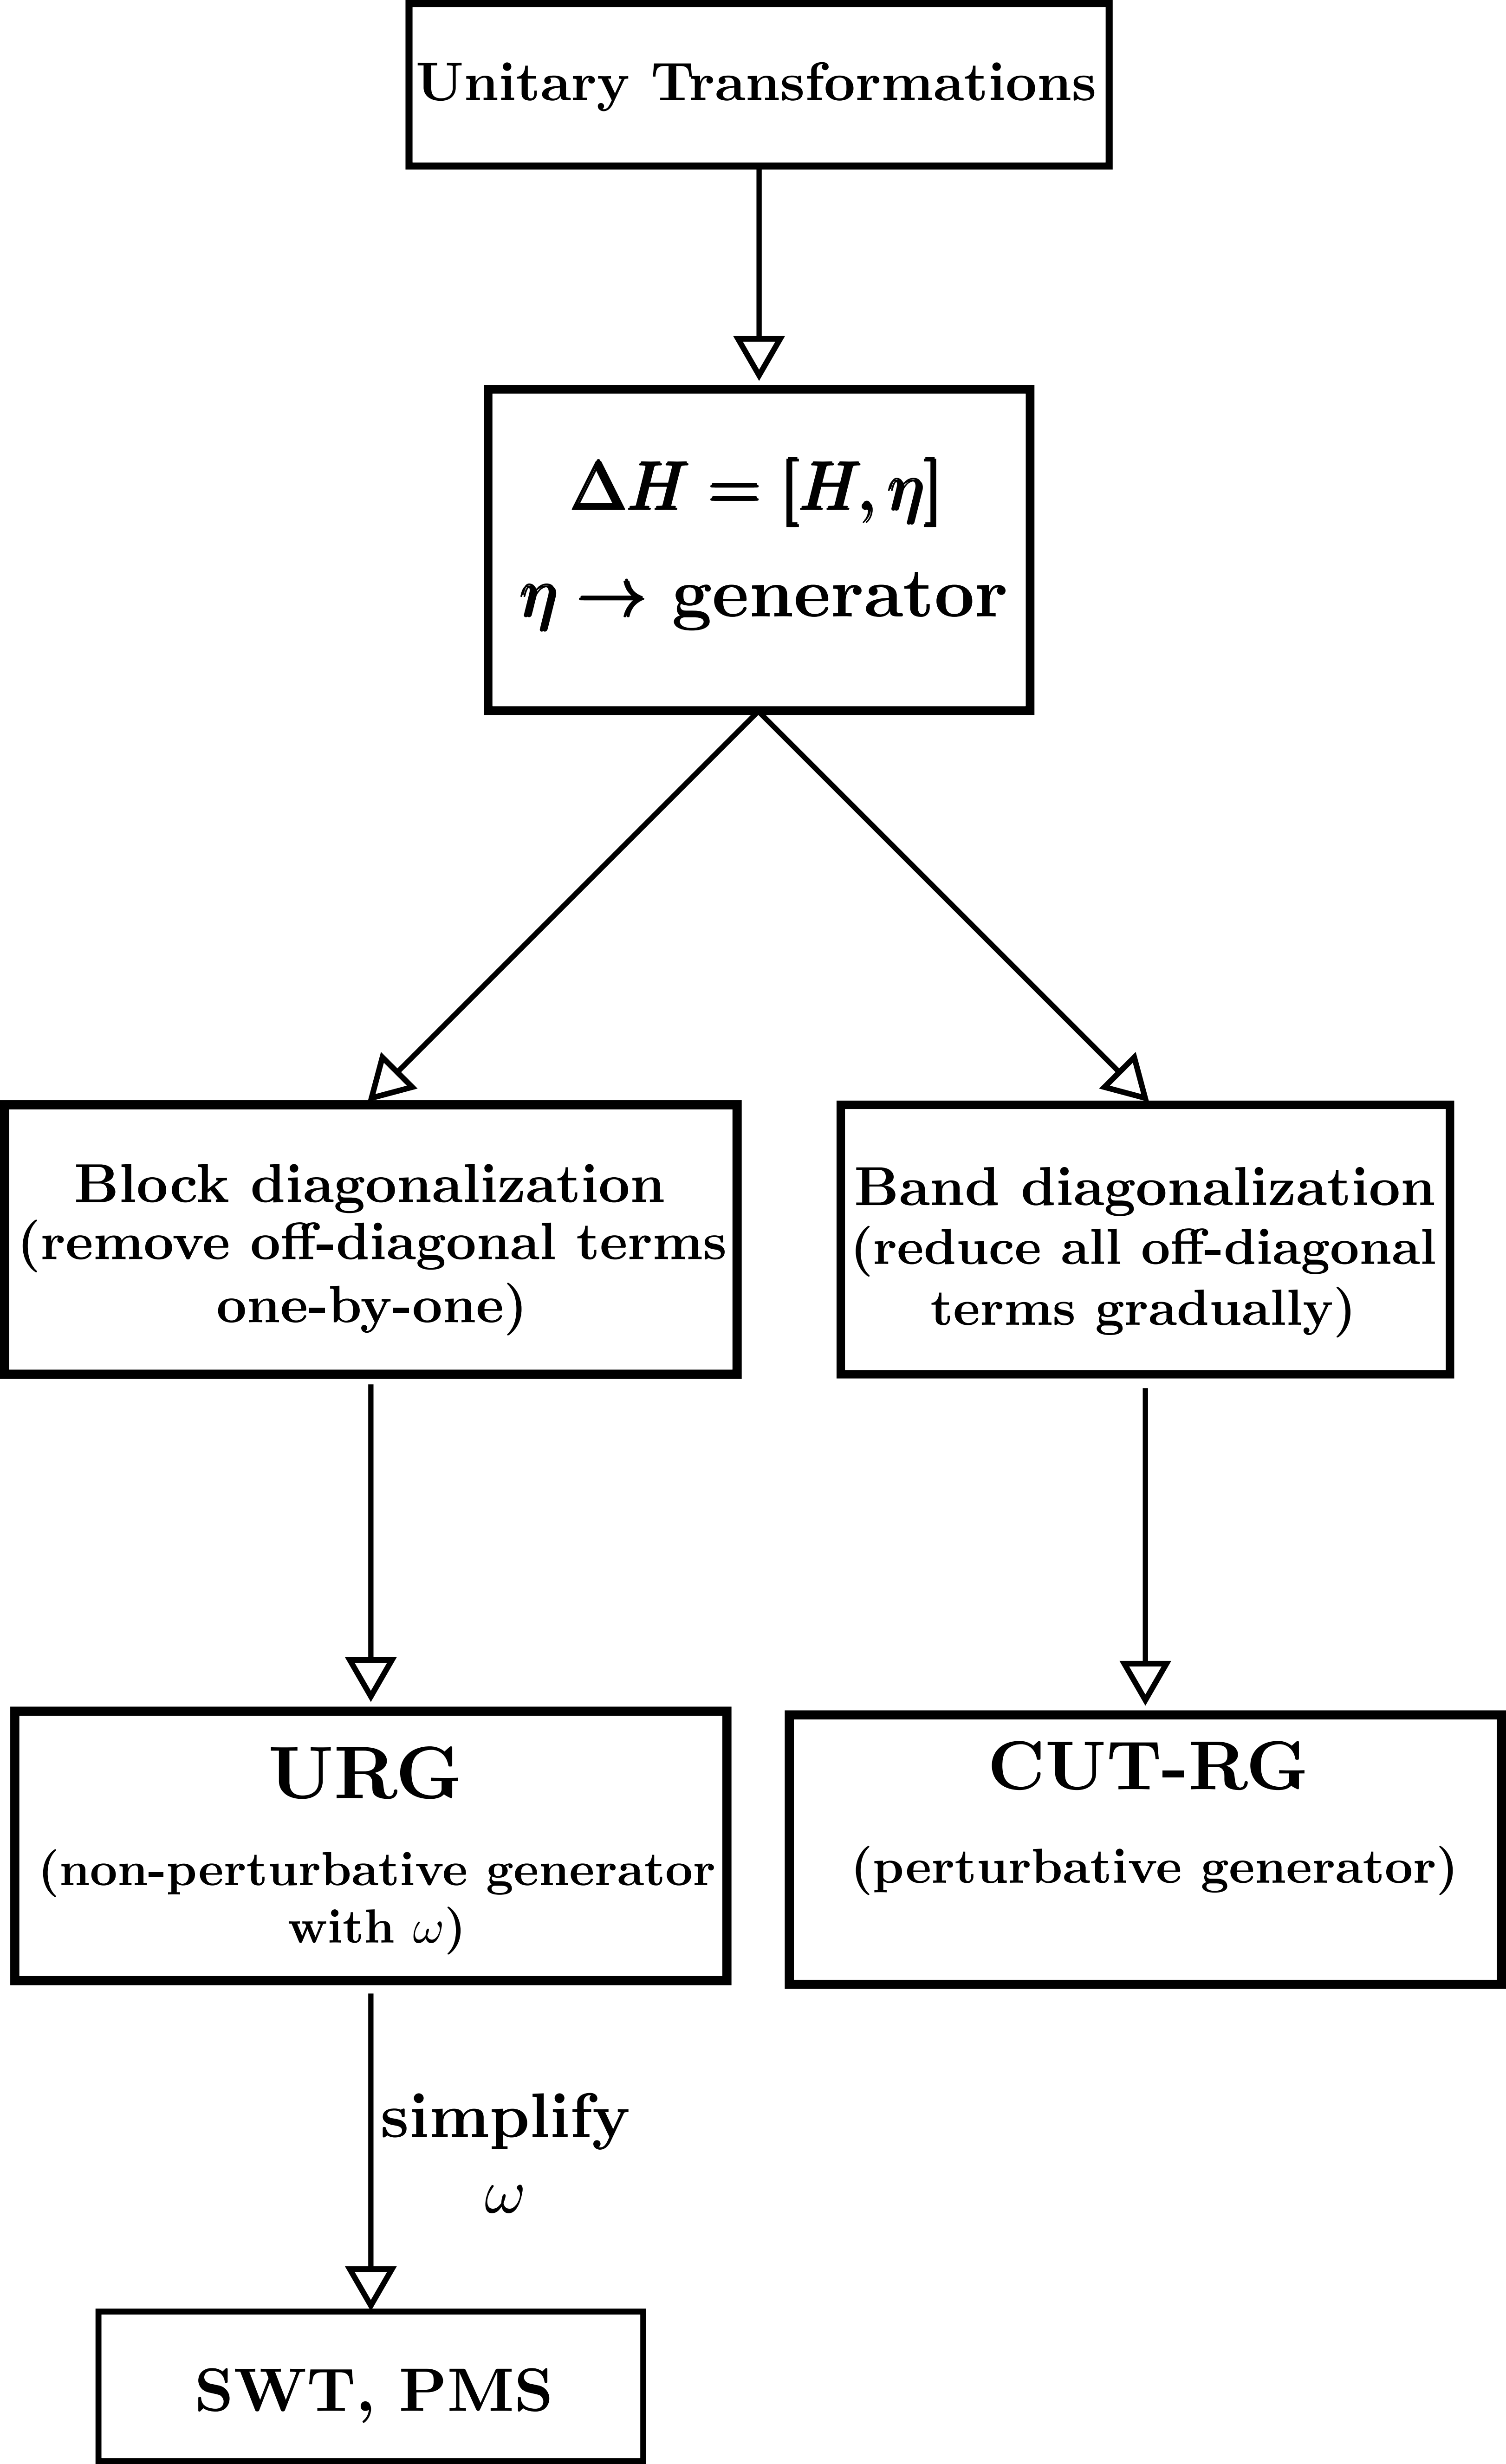 Unitary Transformations
ΔH = [H, η]
η → generator
Block diagonalization
(remove off-diagonal terms
one-by-one)
Band diagonalization
(reduce all off-diagonal
terms gradually)
URG
(non-perturbative generator
with ω)
CUT-RG
(perturbative generator)
simplify
ω
SWT, PMS